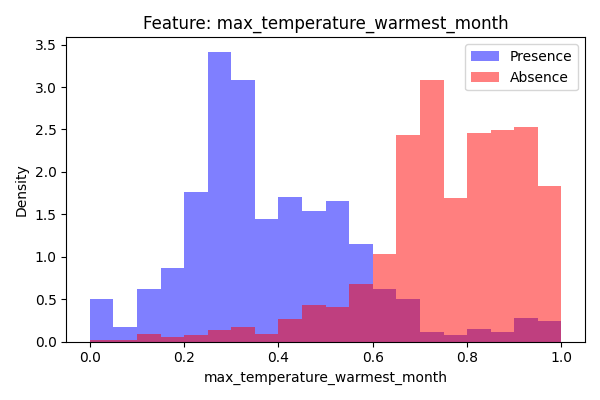 Feature: max_temperature_warmest_month
3.5
3.0
2.5
2.0
1.5
1.0
0.5
0.0
Density
Presence
Absence
0.0 0.2 0.4 0.6 0.8 1.0
max_temperature_warmest_month